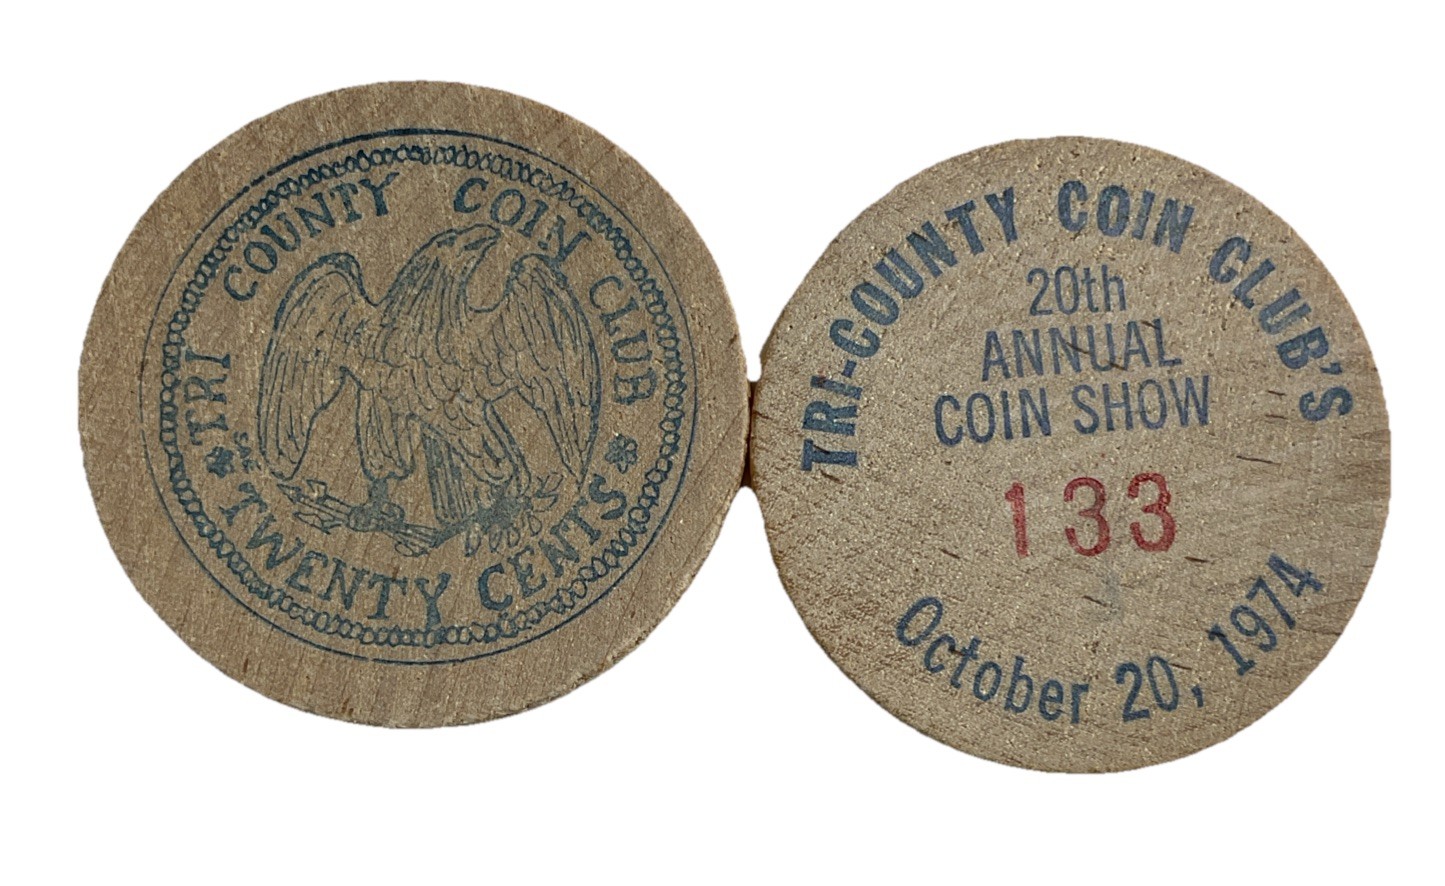 TRI COUNTY COIN CLUB
TWENTY CENTS
TRI-COUNTY COIN CLUB'S
20th
ANNUAL
COIN SHOW
133
October 20, 1974